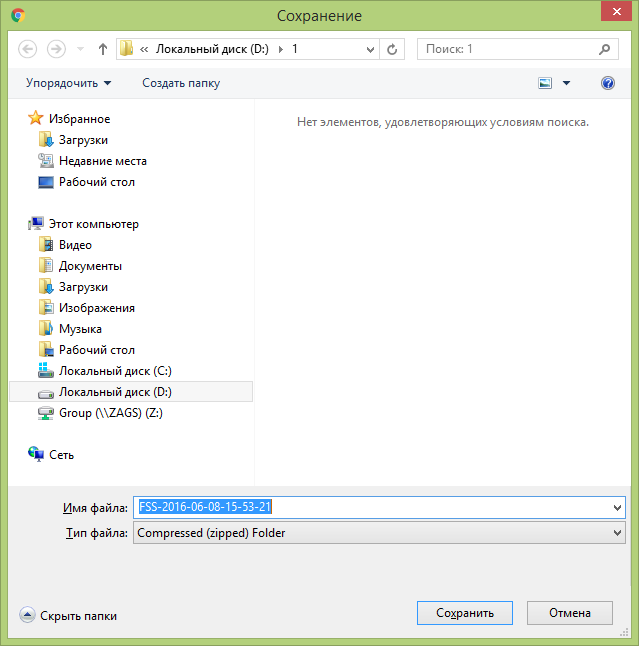 Сохранение
« Локальный диск (D:) 1
Поиск: 1
Упорядочить Создать папку
Избранное
Загрузки
Недавние места
Рабочий стол
Этот компьютер
Видео
Документы
Загрузки
Изображения
Музыка
Рабочий стол
Локальный диск (C:)
Локальный диск (D:)
Group (\\ZAGS) (Z:)
Сеть
Нет элементов, удовлетворяющих условиям поиска.
Имя файла: FSS-2016-06-08-15-53-21
Тип файла: Compressed (zipped) Folder
Скрыть папки Сохранить Отмена